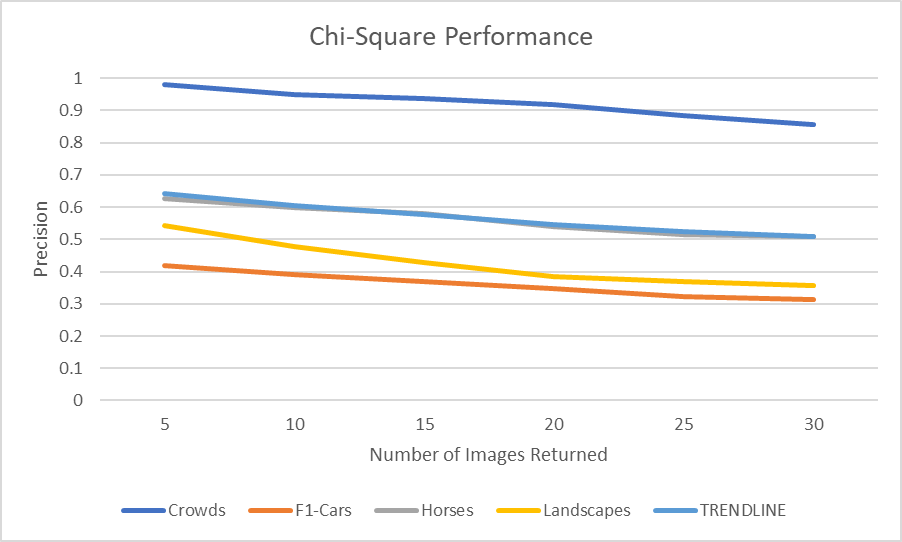 Chi-Square Performance
1
0.9
0.8
0.7
0.6
0.5
0.4
0.3
0.2
0.1
0
Precision
5 10 15 20 25 30
Number of Images Returned
Crowds F1-Cars Horses Landscapes TRENDLINE